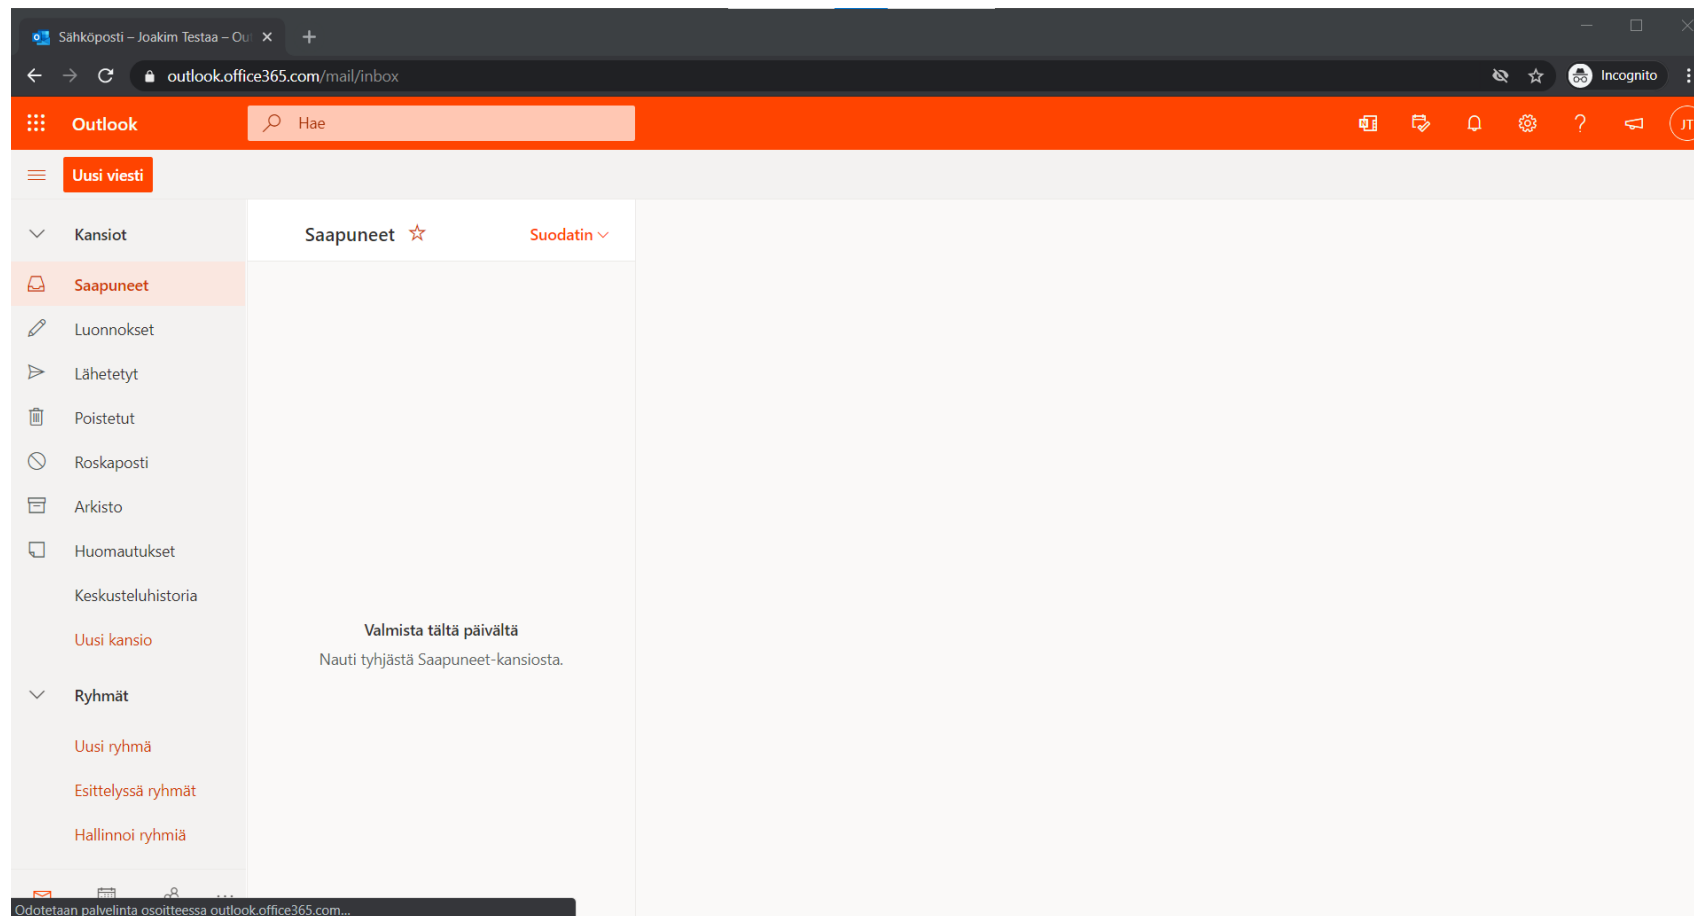 Sähköposti – Joakim Testaa – Ou
outlook.office365.com/mail/inbox
Incognito
Outlook
Hae
JT
Uusi viesti
Kansiot
Saapuneet
Luonnokset
Lähetetyt
Poistetut
Roskaposti
Arkisto
Huomautukset
Keskusteluhistoria
Uusi kansio
Ryhmät
Uusi ryhmä
Esittelyssä ryhmät
Hallinnoi ryhmiä
Saapuneet
Suodatin
Valmista tältä päivältä
Nauti tyhjästä Saapuneet-kansiosta.
Odotetaan palvelinta osoitteessa outlook.office365.com...